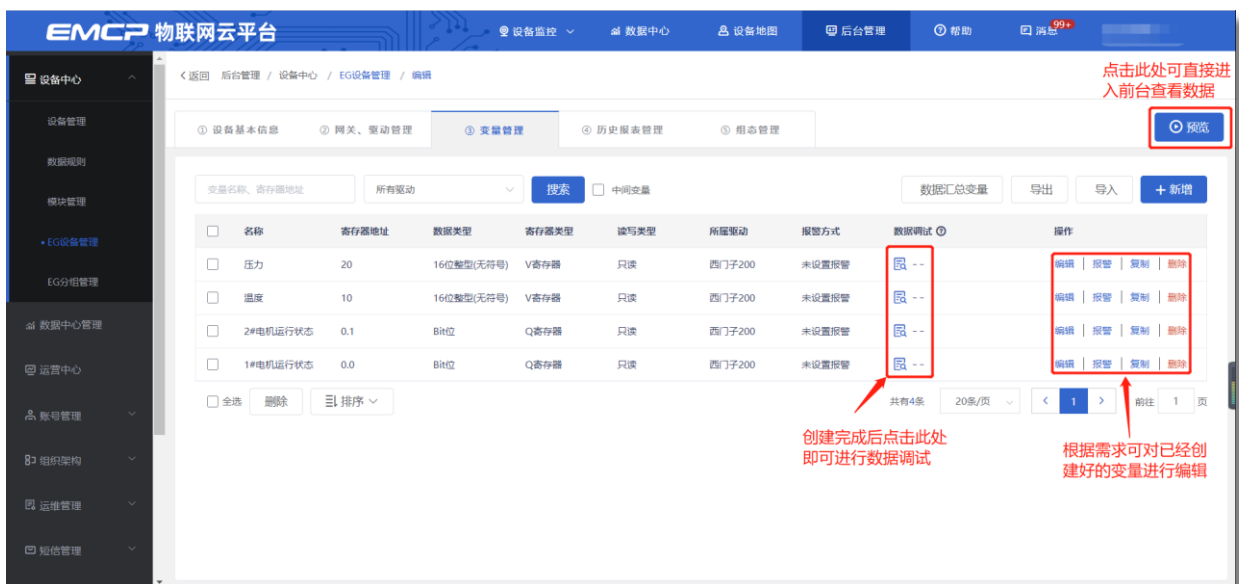 EMCP 物联网云平台
设备监控
数据中心
设备地图
后台管理
帮助
消息
99+
设备中心
设备管理
数据规则
模块管理
• EG设备管理
EG分组管理
数据中心管理
运营中心
账号管理
组织架构
运维管理
短信管理
< 返回 后台管理 / 设备中心 / EG设备管理 / 编辑
点击此处可直接进
入前台查看数据
① 设备基本信息
② 网关、驱动管理
③ 变量管理
④ 历史报表管理
⑤ 组态管理
预览
变量名称、寄存器地址
所有驱动
搜索
中间变量
数据汇总变量
导出
导入
+ 新增
名称 寄存器地址 数据类型 寄存器类型 读写类型 所属驱动 报警方式 数据调试 操作
压力 20 16位整型(无符号) V寄存器 只读 西门子200 未设置报警 -- 编辑 | 报警 | 复制 | 删除
温度 10 16位整型(无符号) V寄存器 只读 西门子200 未设置报警 -- 编辑 | 报警 | 复制 | 删除
2#电机运行状态 0.1 Bit位 Q寄存器 只读 西门子200 未设置报警 -- 编辑 | 报警 | 复制 | 删除
1#电机运行状态 0.0 Bit位 Q寄存器 只读 西门子200 未设置报警 -- 编辑 | 报警 | 复制 | 删除
全选 删除 排序 共有4条 20条/页 < 1 > 前往 1 页
创建完成后点击此处
即可进行数据调试
根据需求可对已经创
建好的变量进行编辑